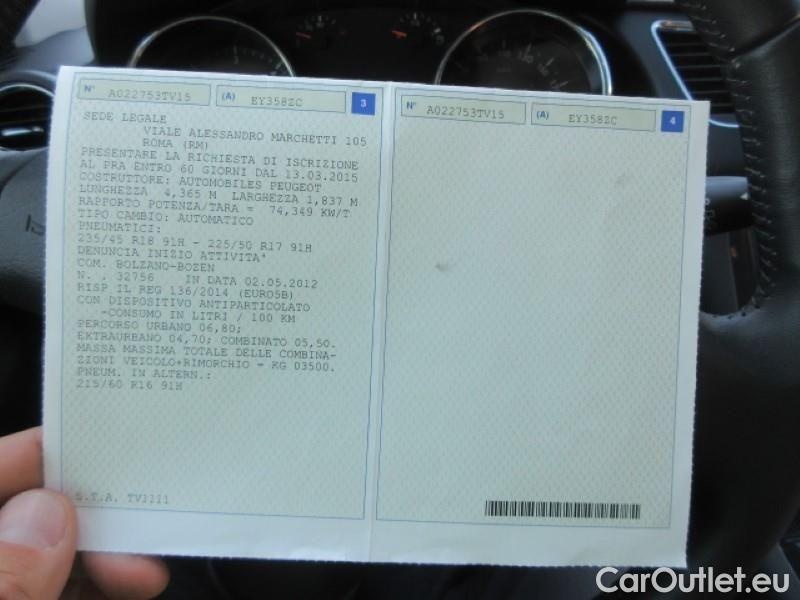 N° A022753TV15 (A) EY358ZC 3
SEDE LEGALE
VIALE ALESSANDRO MARCHETTI 105
ROMA (RM)
PRESENTARE LA RICHIESTA DI ISCRIZIONE
AL PRA ENTRO 60 GIORNI DAL 13.03.2015
COSTRUTTORE: AUTOMOBILES PEUGEOT
LUNGHEZZA 4,365 M LARGHEZZA 1,837 M
RAPPORTO POTENZA/TARA = 74,349 KW/T
TIPO CAMBIO: AUTOMATICO
PNEUMATICI:
235/45 R18 91H - 225/50 R17 91H
DENUNCIA INIZIO ATTIVITA'
COM. BOLZANO-BOZEN
N. . 32756 IN DATA 02.05.2012
RISP IL REG 136/2014 (EURO5B)
CON DISPOSITIVO ANTIPARTICOLATO
-CONSUMO IN LITRI / 100 KM
PERCORSO URBANO 06,80;
EXTRAURBANO 04,70; COMBINATO 05,50.
MASSA MASSIMA TOTALE DELLE COMBINA-
ZIONI VEICOLO+RIMORCHIO = KG 03500.
PNEUM. IN ALTERN.:
215/60 R16 91H
S.T.A. TV1211
N° A022753TV15 (A) EY358ZC 4
CarOutlet.eu